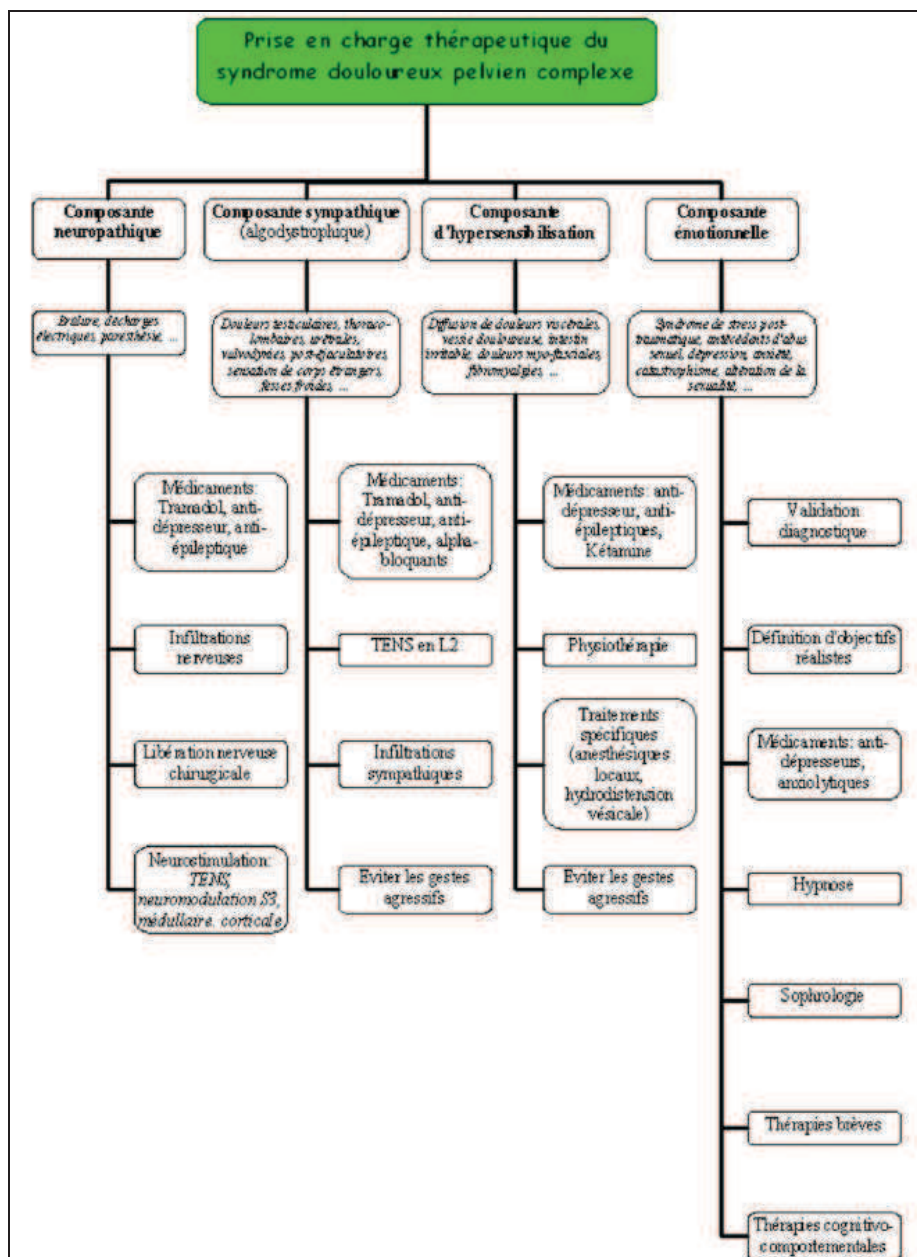 Prise en charge thérapeutique du
syndrome douloureux pelvien complexe
Composante
neuropathique
Brûlure, décharges
électriques, paresthésie, ...
Médicaments:
Tramadol, anti-
dépresseur, anti-
épileptique
Infiltrations
nerveuses
Libération nerveuse
chirurgicale
Neurostimulation:
TENS,
neuromodulation S3,
médullaire. corticale
Composante sympathique
(algodystrophique)
Douleurs testiculaires, thoraco-
lombaires, urétrales,
vulvodynies, post-éjaculatoires,
sensation de corps étrangers,
fesses froides, ...
Médicaments:
Tramadol, anti-
dépresseur, anti-
épileptique, alpha-
bloquants
TENS en L2
Infiltrations
sympathiques
Eviter les gestes
agressifs
Composante
d'hypersensibilisation
Diffusion de douleurs viscérales,
vessie douloureuse, intestin
irritable, douleurs myo-fasciales,
fibromyalgies, ...
Médicaments: anti-
dépresseur, anti-
épileptiques,
Kétamine
Physiothérapie
Traitements
spécifiques
(anesthésiques
locaux,
hydrodistension
vésicale)
Eviter les gestes
agressifs
Composante
émotionnelle
Syndrome de stress post-
traumatique, antécédents d'abus
sexuel, dépression, anxiété,
catastrophisme, altération de la
sexualité, ...
Validation
diagnostique
Définition d'objectifs
réalistes
Médicaments: anti-
dépresseurs,
anxiolytiques
Hypnose
Sophrologie
Thérapies brèves
Thérapies cognitivo-
comportementales